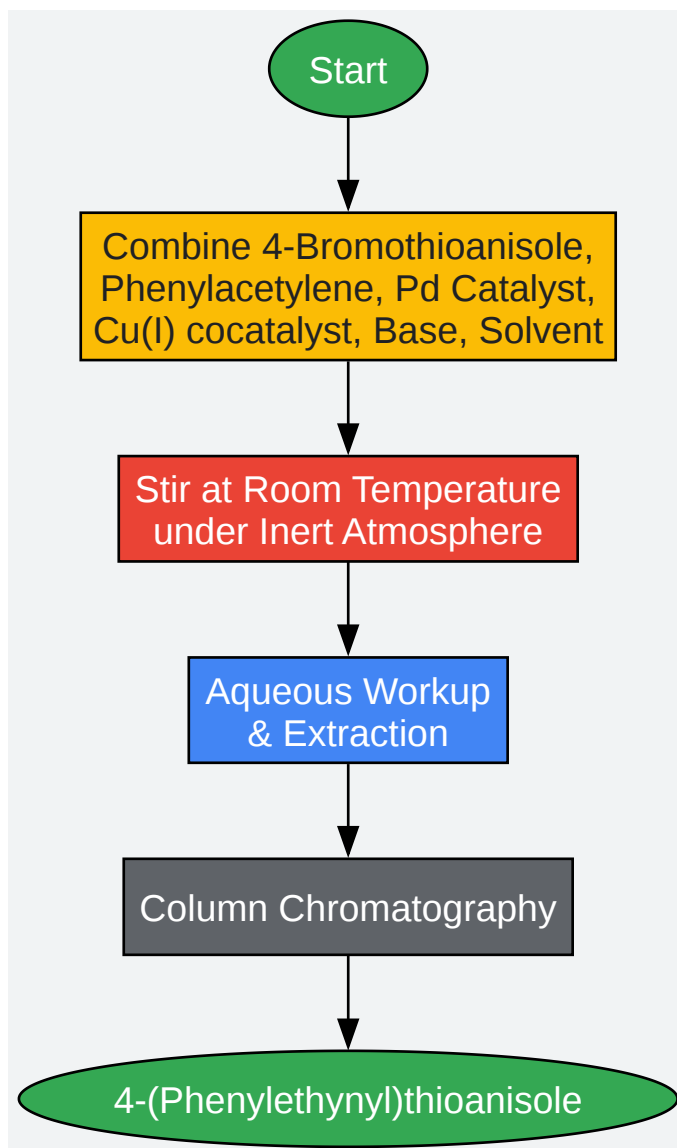 Start
Combine 4-Bromothioanisole,
Phenylacetylene, Pd Catalyst,
Cu(I) cocatalyst, Base, Solvent
Stir at Room Temperature
under Inert Atmosphere
Aqueous Workup
& Extraction
Column Chromatography
4-(Phenylethynyl)thioanisole